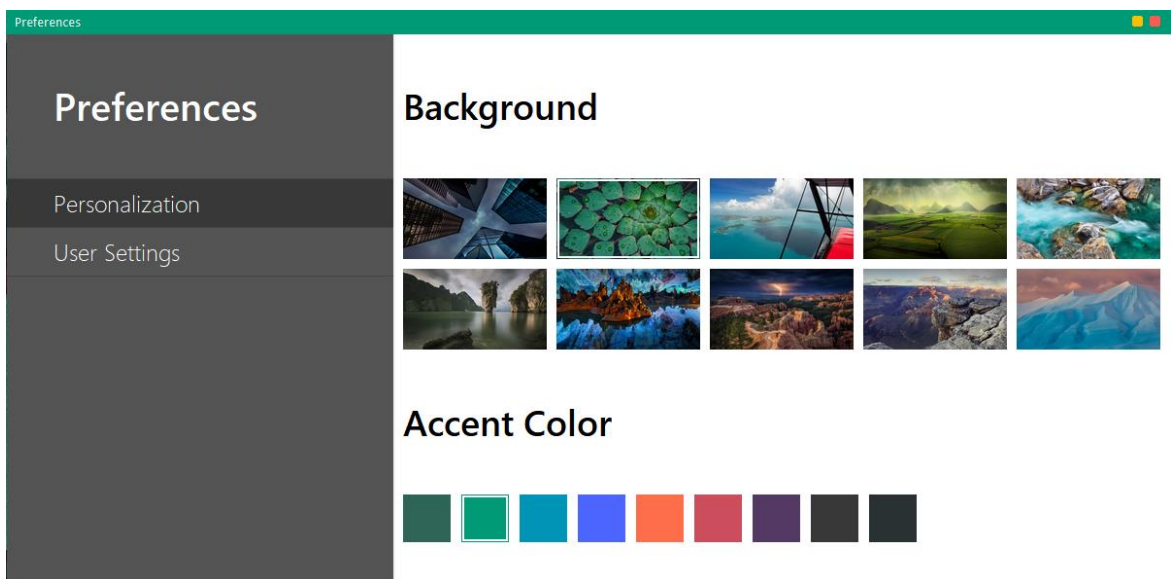 Preferences
Preferences
Personalization
User Settings
Background
Accent Color